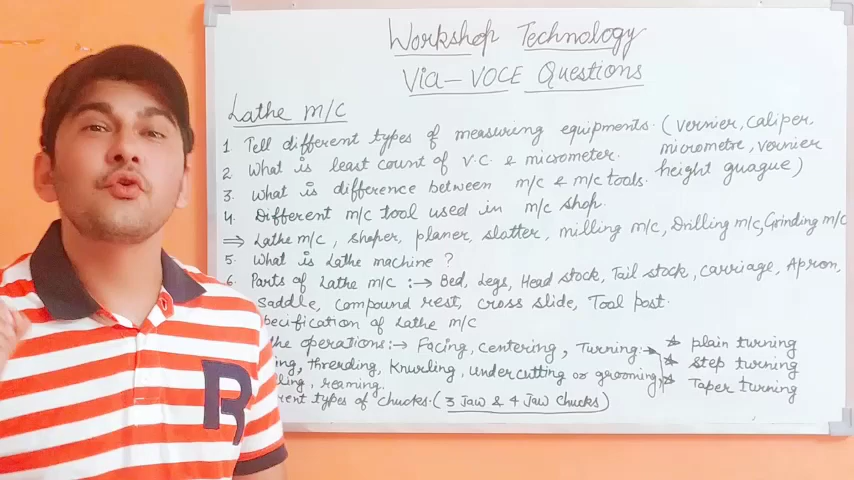 Workshop Technology
Via-VOCE Questions
Lathe m/c
1 Tell different types of measuring equipments. (vernier, caliper,
micrometre, vernier
height guague)
2. What is least count of V.C. & micrometer.
3. What is difference between m/c & m/c tools.
4. Different m/c tool used in m/c shop.
⇒ Lathe m/c, shaper, planer, slotter, milling m/c, Drilling m/c, Grinding m/c
5. What is Lathe machine ?
6. Parts of Lathe m/c :→ Bed, Legs, Head stock, Tail stock, carriage, Apron,
Saddle, Compound rest, cross slide, Tool post.
pecification of Lathe m/c
the operations:→ Facing, centering, Turning:→ ☆ plain turning
☆ step turning
☆ Taper turning
ing, threrding, Knurling, undercutting or grooming,
ling, reaming.
rent types of chucks. (3 Jaw & 4 Jaw chucks)
R